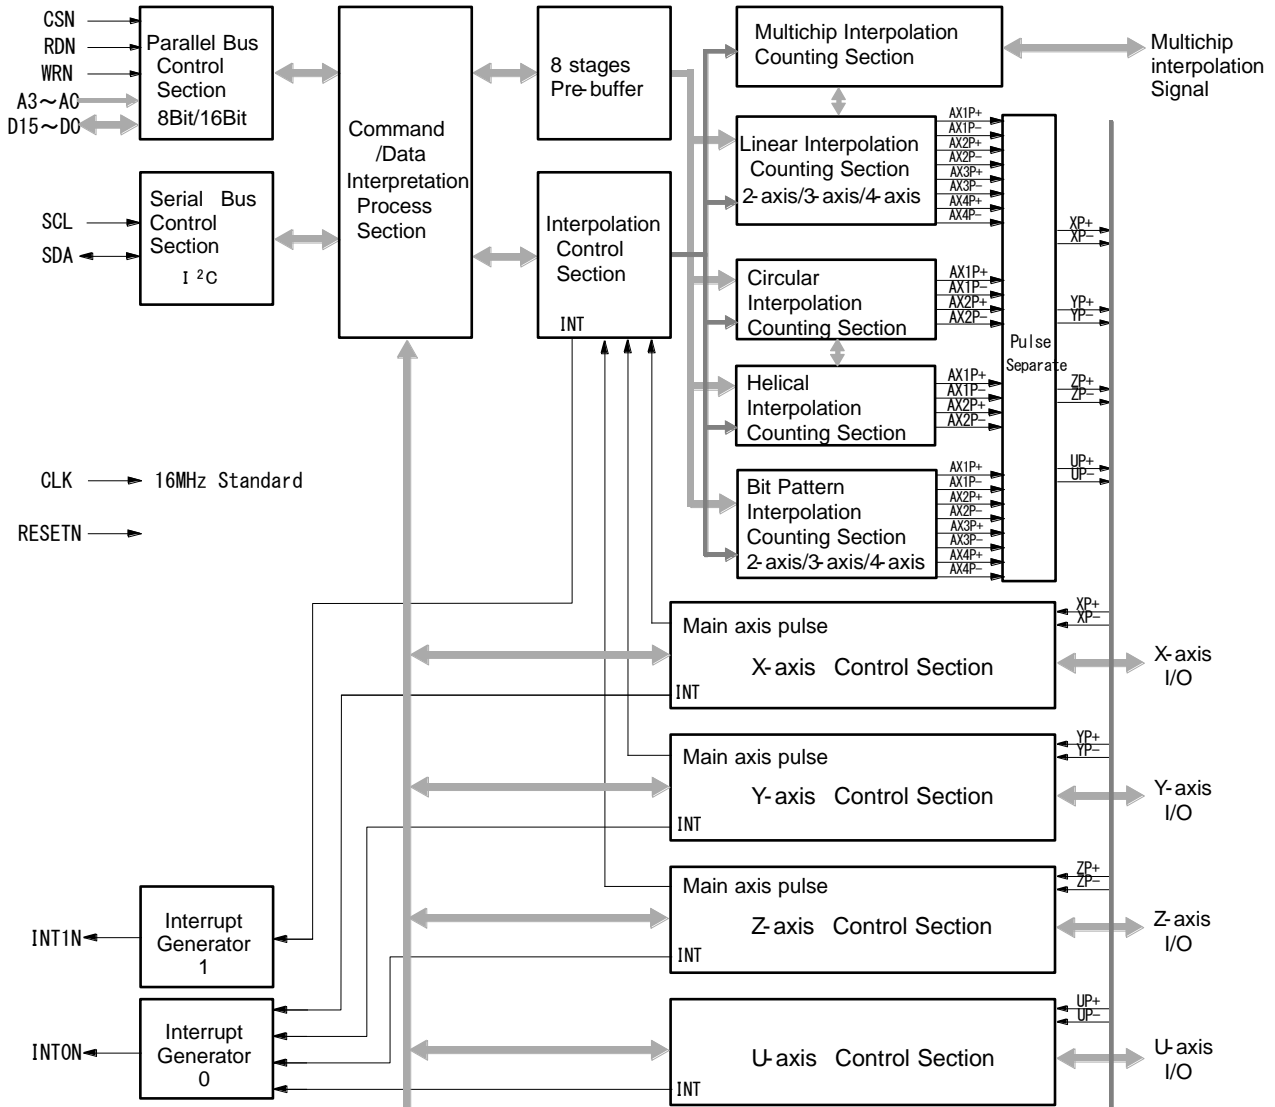 CSN
RDN
WRN
A3～A0
D15～D0
Parallel Bus
Control
Section
8Bit/16Bit
SCL
SDA
Serial Bus
Control
Section
I ²C
Command
/Data
Interpretation
Process
Section
8 stages
Pre-buffer
Interpolation
Control
Section
INT
Multichip Interpolation
Counting Section
Multichip
interpolation
Signal
Linear Interpolation
Counting Section
2-axis/3-axis/4-axis
AX1P+
AX1P-
AX2P+
AX2P-
AX3P+
AX3P-
AX4P+
AX4P-
Circular
Interpolation
Counting Section
AX1P+
AX1P-
AX2P+
AX2P-
Helical
Interpolation
Counting Section
AX1P+
AX1P-
AX2P+
AX2P-
Bit Pattern
Interpolation
Counting Section
2-axis/3-axis/4-axis
AX1P+
AX1P-
AX2P+
AX2P-
AX3P+
AX3P-
AX4P+
AX4P-
Pulse
Separate
XP+
XP-
YP+
YP-
ZP+
ZP-
UP+
UP-
CLK
16MHz Standard
RESETN
Main axis pulse
X-axis Control Section
INT
XP+
XP-
X-axis
I/O
Main axis pulse
Y-axis Control Section
INT
YP+
YP-
Y-axis
I/O
Main axis pulse
Z-axis Control Section
INT
ZP+
ZP-
Z-axis
I/O
U-axis Control Section
INT
UP+
UP-
U-axis
I/O
INT1N
Interrupt
Generator
1
INT0N
Interrupt
Generator
0